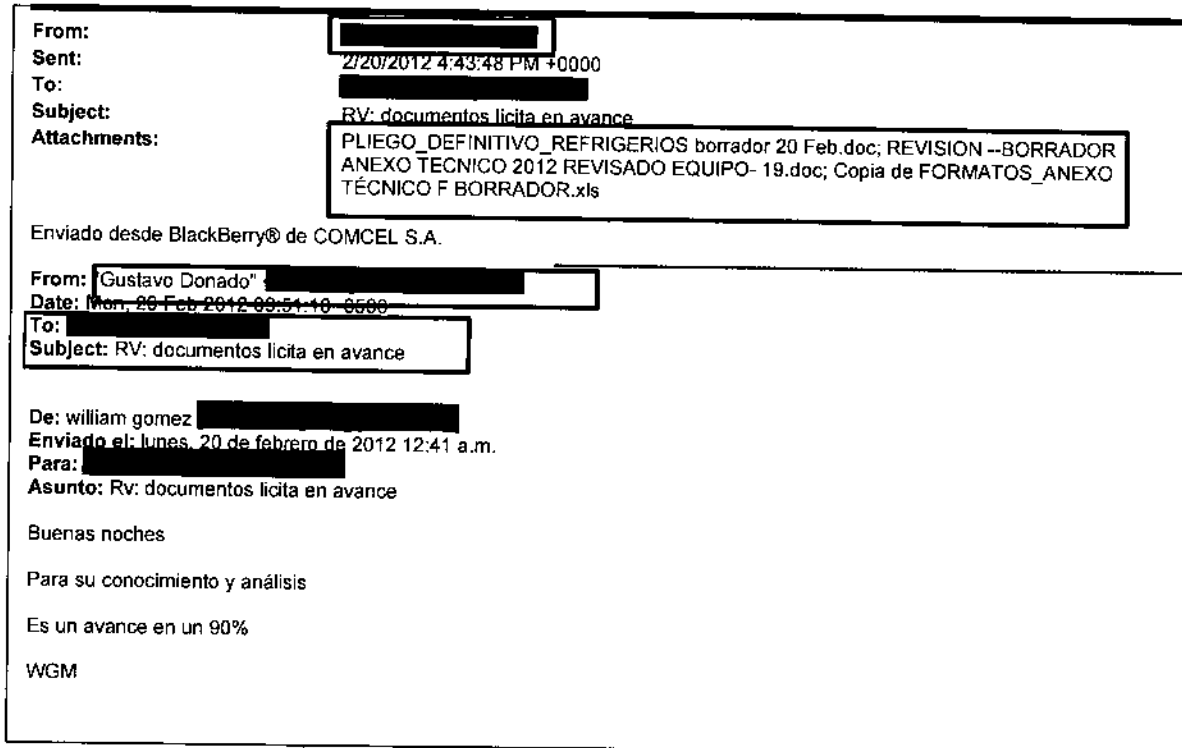 From:
Sent: 2/20/2012 4:43:48 PM +0000
To:
Subject: RV: documentos licita en avance
Attachments: PLIEGO_DEFINITIVO_REFRIGERIOS borrador 20 Feb.doc; REVISION --BORRADOR
ANEXO TECNICO 2012 REVISADO EQUIPO- 19.doc; Copia de FORMATOS_ANEXO
TÉCNICO F BORRADOR.xls
Enviado desde BlackBerry® de COMCEL S.A.
From: "Gustavo Donado"
Date: Mon, 20 Feb 2012
To:
Subject: RV: documentos licita en avance
De: william gomez
Enviado el: lunes, 20 de febrero de 2012 12:41 a.m.
Para:
Asunto: Rv: documentos licita en avance
Buenas noches
Para su conocimiento y análisis
Es un avance en un 90%
WGM